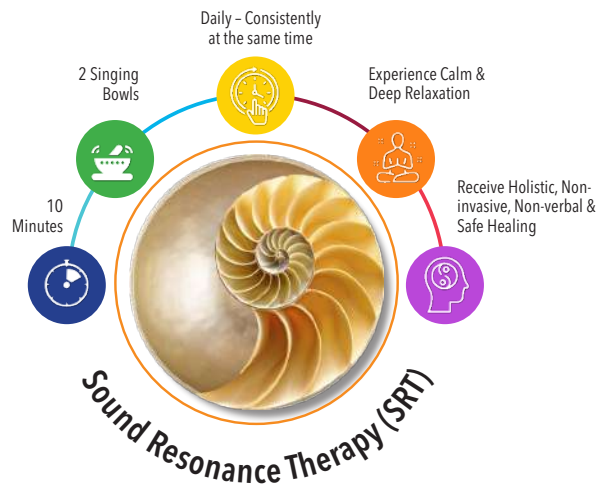 Daily – Consistently
at the same time
2 Singing
Bowls
Experience Calm &
Deep Relaxation
10
Minutes
Receive Holistic, Non-
invasive, Non-verbal &
Safe Healing
Sound Resonance Therapy (SRT)